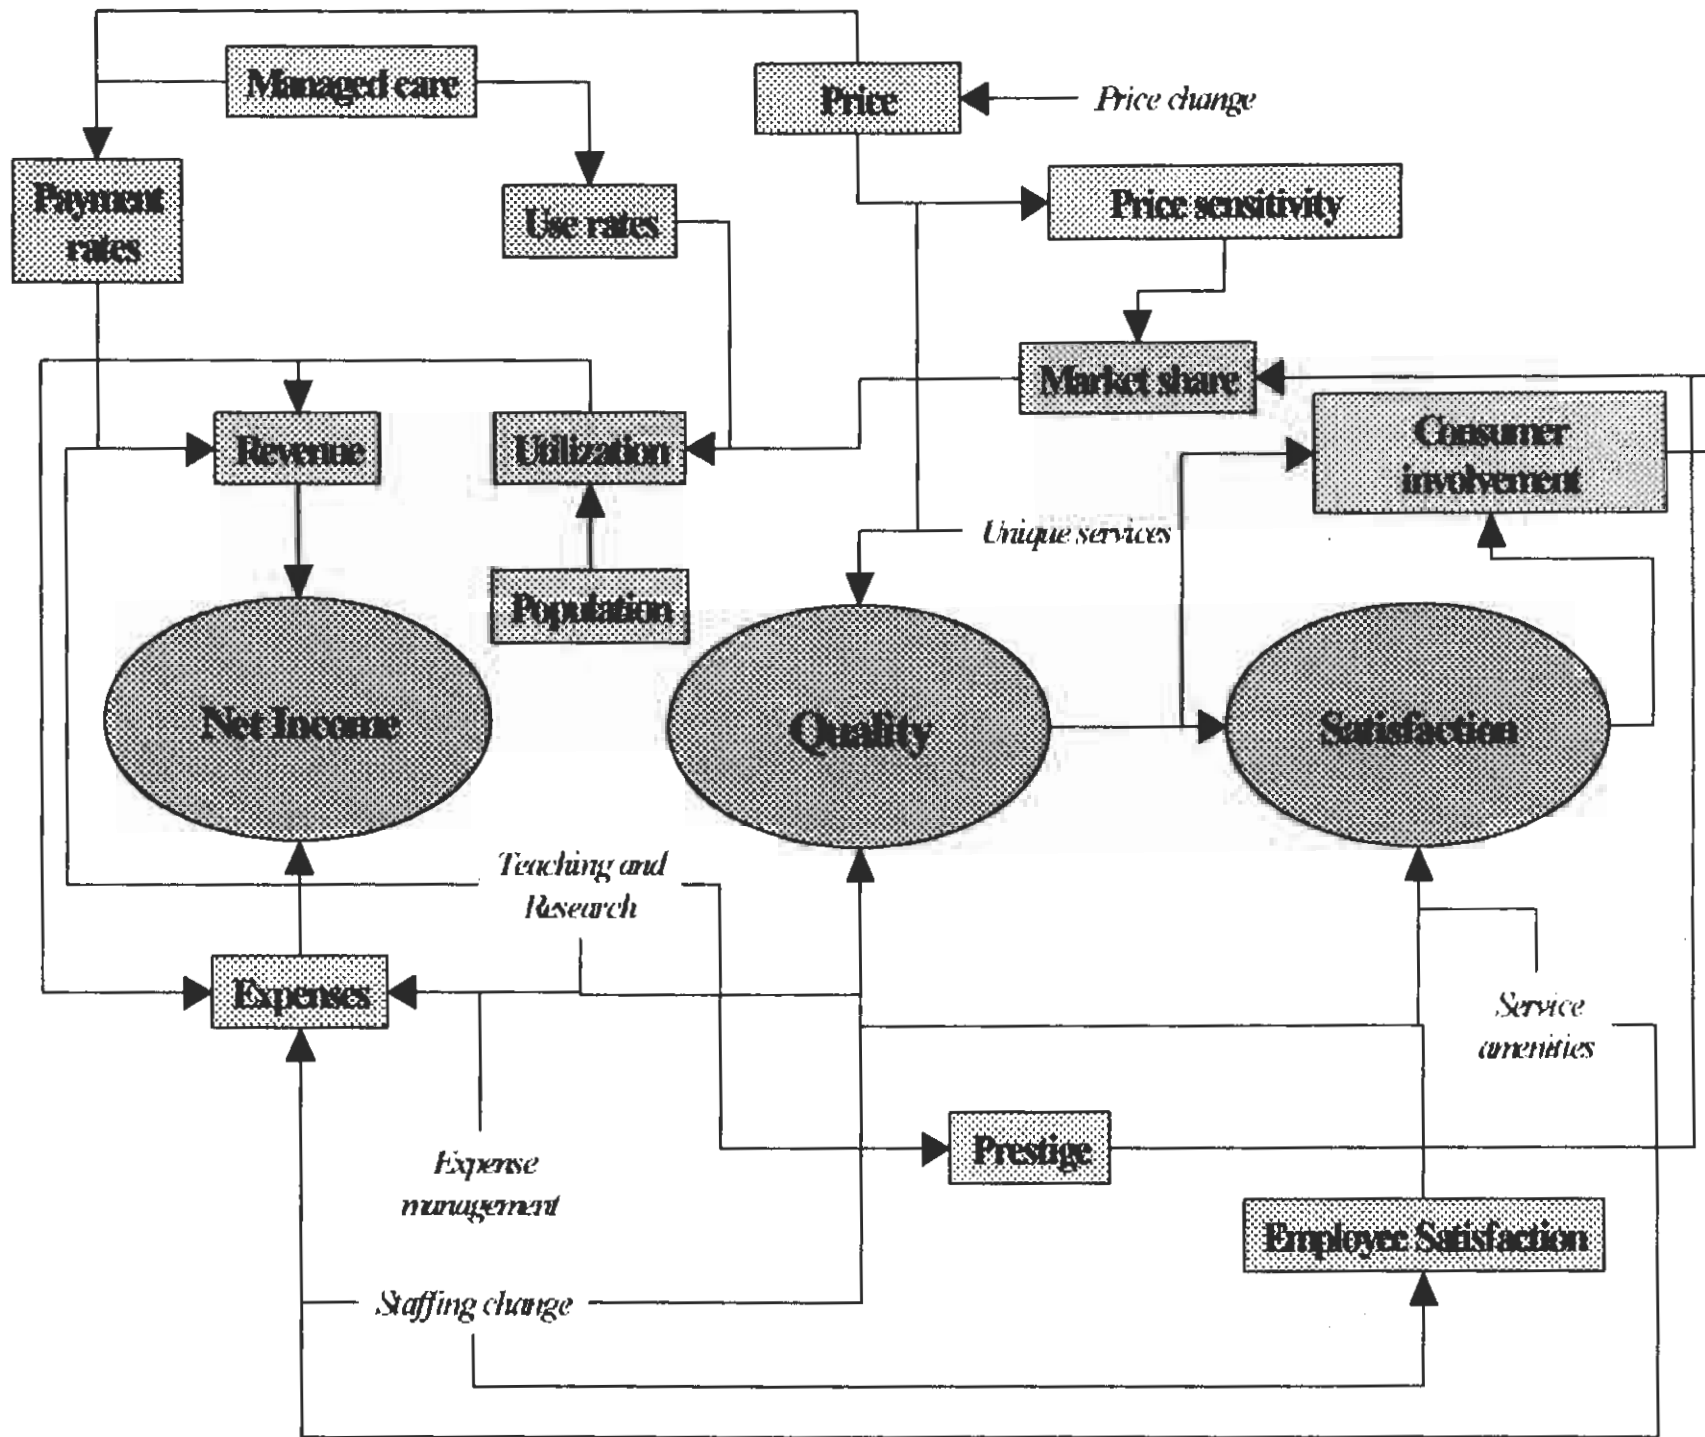 Managed care
Price
Price change
Payment
rates
Use rates
Price sensitivity
Market share
Revenue
Utilization
Consumer
involvement
Unique services
Population
Net Income
Quality
Satisfaction
Teaching and
Research
Expenses
Service
amenities
Expense
management
Prestige
Employee Satisfaction
Staffing change